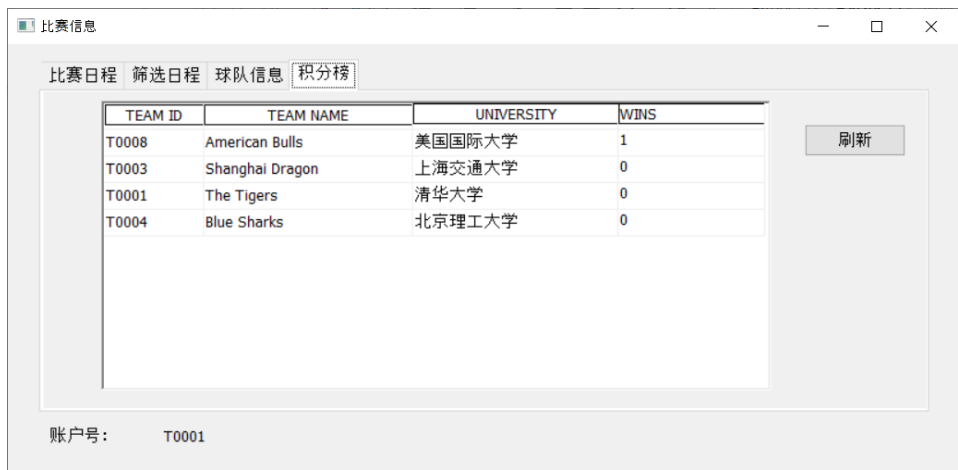 比赛信息
比赛日程 筛选日程 球队信息 积分榜
TEAM ID TEAM NAME UNIVERSITY WINS
T0008 American Bulls 美国国际大学 1
T0003 Shanghai Dragon 上海交通大学 0
T0001 The Tigers 清华大学 0
T0004 Blue Sharks 北京理工大学 0
刷新
账户号： T0001